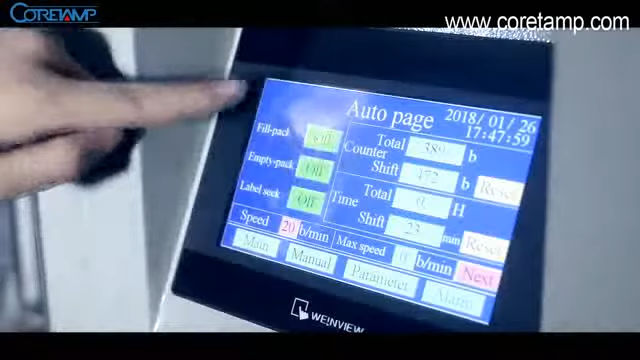 CORETAMP
www.coretamp.com
Auto page
2018/01/26
17:47:59
Fill-pack Off
Empty-pack Off
Label seek Off
Total
Counter b
Shift 472 b Reset
Total 0 H
Time
Shift 23 min Reset
Speed 20 b/min Max speed 0 b/min Next
Main Manual Parameter Alarm
WEINVIEW